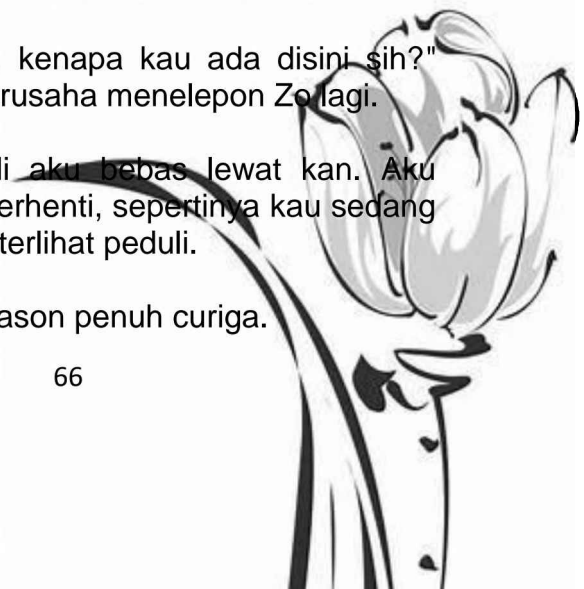 kenapa kau ada disini sih?"
rusaha menelepon Zo lagi.
li aku bebas lewat kan. Aku
erhenti, sepertinya kau sedang
terlihat peduli.
ason penuh curiga.
66